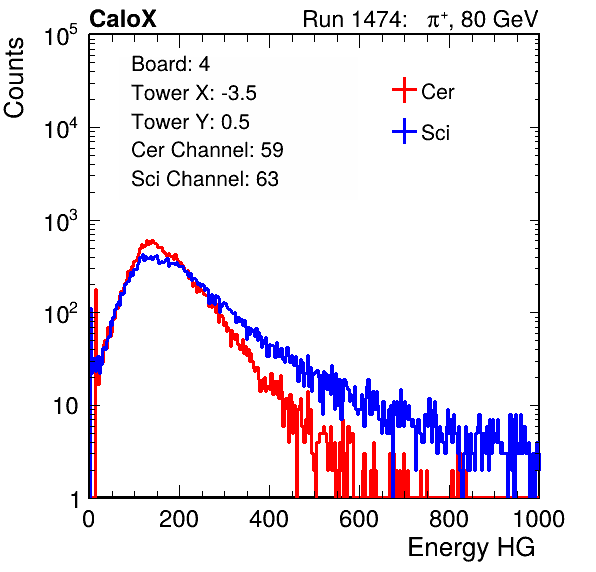 CaloX Run 1474: π⁺, 80 GeV
Counts
10⁵
10⁴
10³
10²
10
1
Board: 4
Tower X: -3.5
Tower Y: 0.5
Cer Channel: 59
Sci Channel: 63
Cer
Sci
0 200 400 600 800 1000
Energy HG